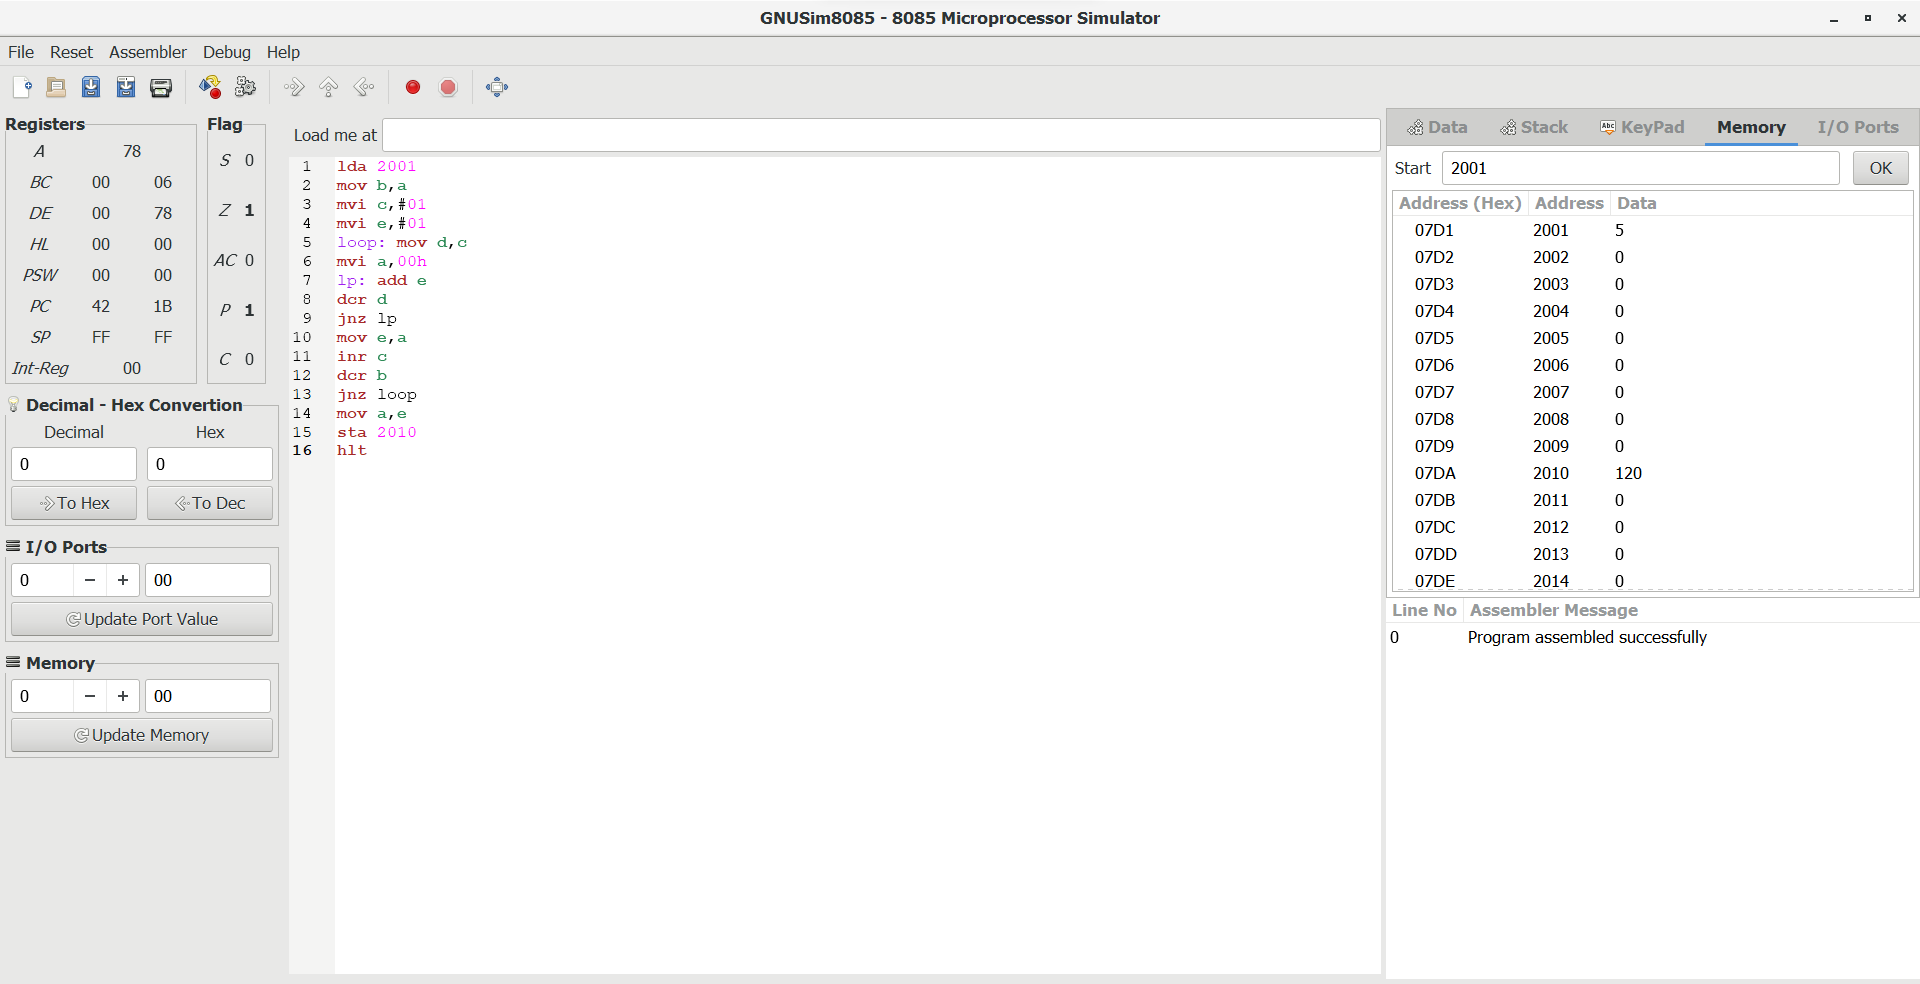 GNUSim8085 - 8085 Microprocessor Simulator
File Reset Assembler Debug Help
Registers
A 78
BC 00 06
DE 00 78
HL 00 00
PSW 00 00
PC 42 1B
SP FF FF
Int-Reg 00
Flag
S 0
Z 1
AC 0
P 1
C 0
Decimal - Hex Convertion
Decimal Hex
0 0
To Hex To Dec
I/O Ports
0 − + 00
Update Port Value
Memory
0 − + 00
Update Memory
Load me at
1 lda 2001
2 mov b,a
3 mvi c,#01
4 mvi e,#01
5 loop: mov d,c
6 mvi a,00h
7 lp: add e
8 dcr d
9 jnz lp
10 mov e,a
11 inr c
12 dcr b
13 jnz loop
14 mov a,e
15 sta 2010
16 hlt
Data Stack Abc KeyPad Memory I/O Ports
Start 2001 OK
Address (Hex) Address Data
07D1 2001 5
07D2 2002 0
07D3 2003 0
07D4 2004 0
07D5 2005 0
07D6 2006 0
07D7 2007 0
07D8 2008 0
07D9 2009 0
07DA 2010 120
07DB 2011 0
07DC 2012 0
07DD 2013 0
07DE 2014 0
Line No Assembler Message
0 Program assembled successfully